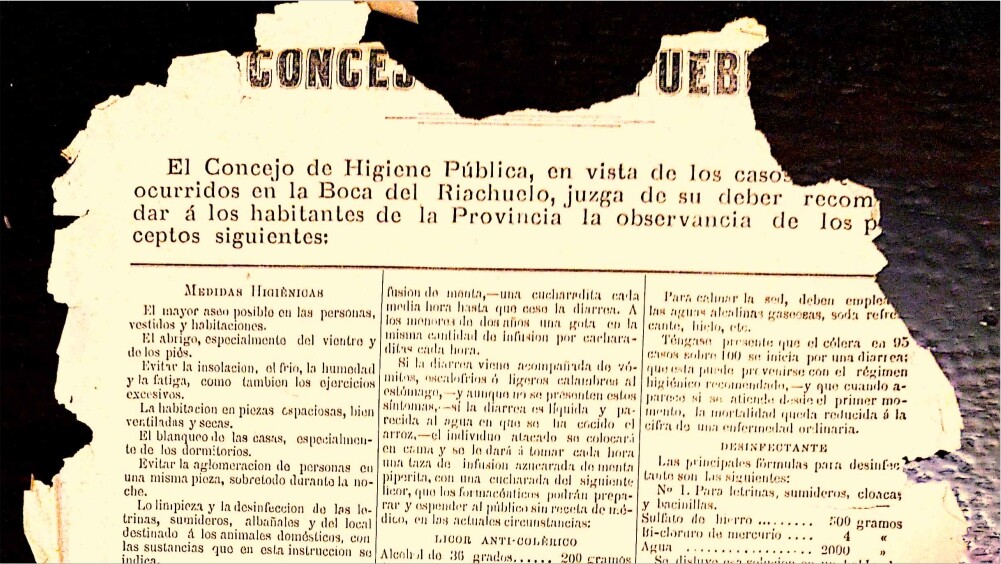 CONCEJ UEB
El Concejo de Higiene Pública, en vista de los casos
ocurridos en la Boca del Riachuelo, juzga de su deber recom
dar á los habitantes de la Provincia la observancia de los p
ceptos siguientes:
MEDIDAS HIGIÉNICAS
El mayor aseo posible en las personas,
vestidos y habitaciones.
El abrigo, especialmente del vientre y
de los piés.
Evitar la insolacion, el frio, la humedad
y la fatiga, como tambien los ejercicios
excesivos.
La habitacion en piezas espaciosas, bien
ventiladas y secas.
El blanqueo de las casas, especialmen-
te de los dormitorios.
Evitar la aglomeracion de personas en
una misma pieza, sobretodo durante la no-
che.
Lo limpieza y la desinfeccion de las le-
trinas, sumideros, albañales y del local
destinado á los animales domésticos, con
las sustancias que en esta instruccion se
indica.
fusion de menta,—una cucharadita cada
media hora hasta que cese la diarrea. A
los menores de dos años una gota en la
misma cantidad de infusion por cuchara-
ditas cada hora.
Si la diarrea viene acompañada de vó-
mitos, escalofrios ó ligeros calambres al
estómago,—y aunque no se presenten estos
síntomas,—si la diarrea es líquida y pa-
recida al agua en que se ha cocido el
arroz,—el individuo atacado se colocará
en cama y se le dará á tomar cada hora
una taza de infusion azucarada de menta
piperita, con una cucharada del siguiente
licor, que los farmacéuticos podrán prepa-
rar y espender al público sin receta de mé-
dico, en las actuales circunstancias:
LICOR ANTI-COLÉRICO
Alcohol de 36 grados...... 200 gramos
Para calmar la sed, deben emple
las aguas alcalinas gaseosas, soda refre
cante, hielo, etc.
Téngase presente que el cólera en 95
casos sobre 100 se inicia por una diarrea;
que esta puede prevenirse con el régimen
higiénico recomendado,—y que cuando a-
parece si se atiende desde el primer mo-
mento, la mortalidad queda reducida á la
cifra de una enfermedad ordinaria.
DESINFECTANTE
Las principales fórmulas para desinfec
tante son las siguientes:
Nº 1. Para letrinas, sumideros, cloacas
y bacinillas.
Sulfato de hierro ........ 500 gramos
Bi-cloruro de mercurio .... 4 «
Agua .................. 2000 «
Se disuelve